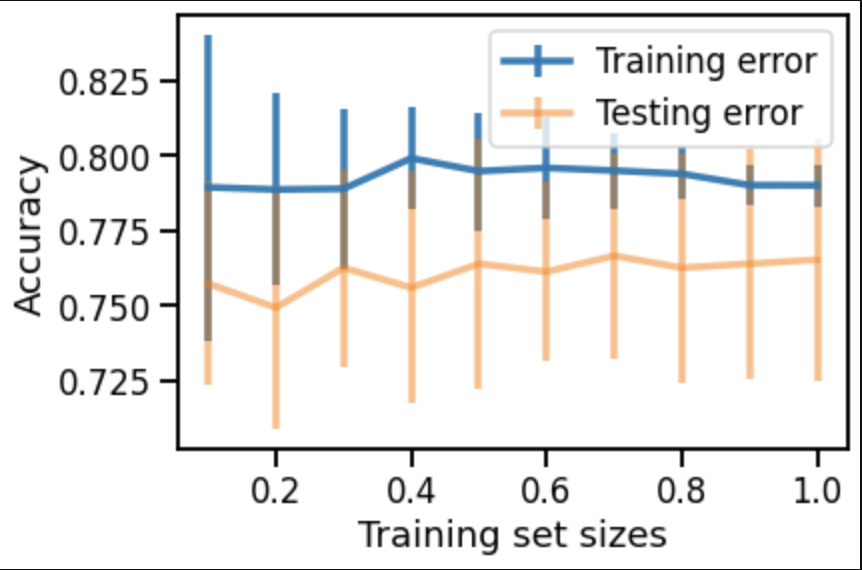 Training error
Testing error
0.825
0.800
0.775
0.750
0.725
Accuracy
0.2 0.4 0.6 0.8 1.0
Training set sizes